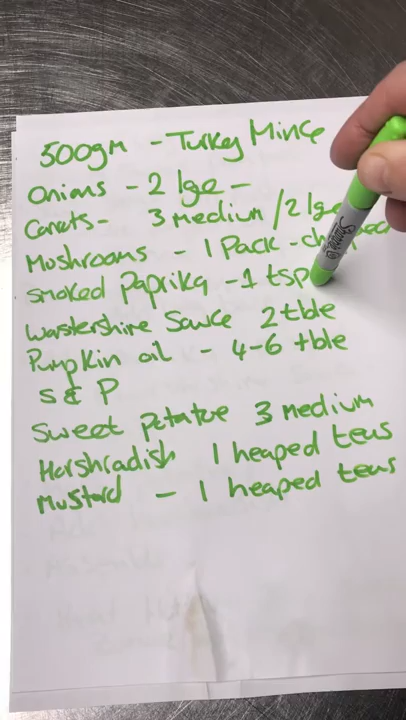 500gm - Turkey Mince
Onions - 2 lge -
Carrots - 3 medium / 2 lge
Mushrooms - 1 Pack -
Smoked Paprika - 1 tsp
Wostershire Sauce 2 tble
Pumpkin oil - 4-6 tble
S & P
Sweet Potatoe 3 medium
Horshradish 1 heaped teas
Mustard - 1 heaped teas
Sharpie